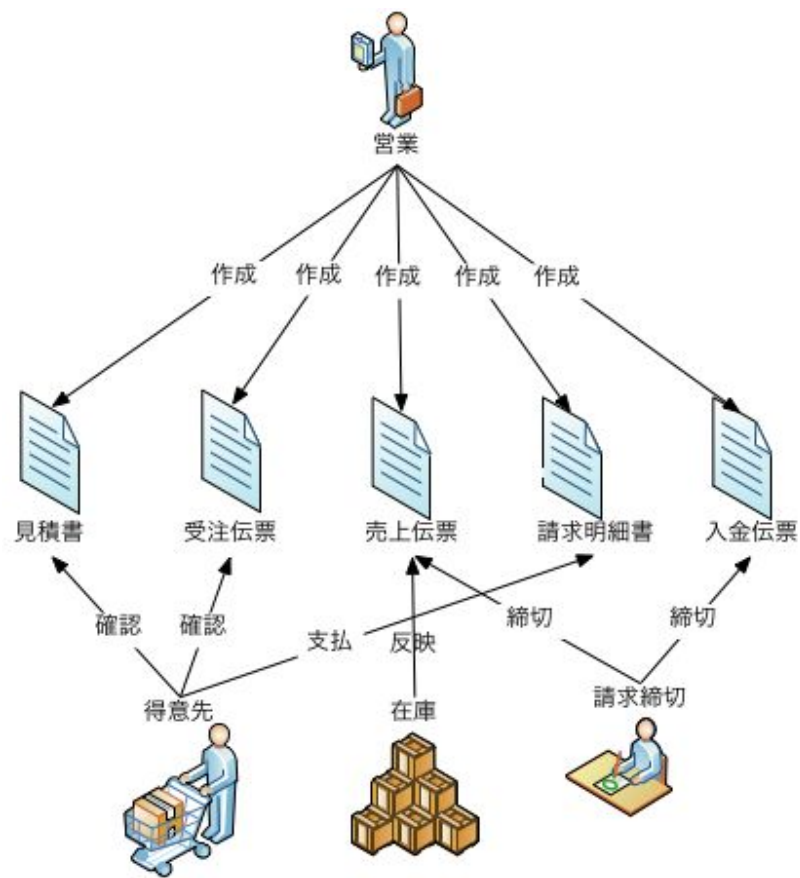 営業
作成
作成
作成
作成
作成
見積書
受注伝票
売上伝票
請求明細書
入金伝票
確認
確認
支払
反映
締切
締切
得意先
在庫
請求締切